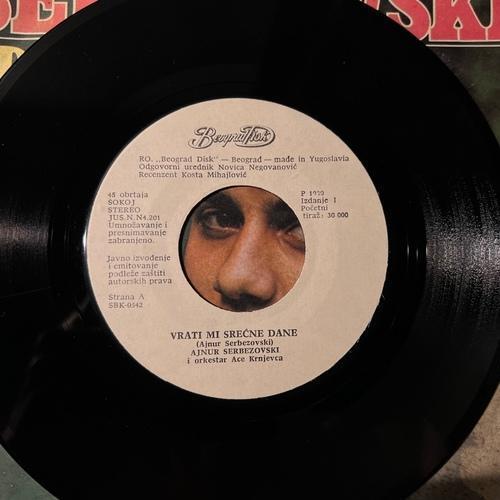 Beograd Disk
RO. „Beograd Disk" — Beograd — made in Yugoslavia
Odgovorni urednik Novica Negovanović
Recenzent Kosta Mihajlović
45 obrtaja
SOKOJ
STEREO
JUS.N.N4.201
Umnožavanje i
presnimavanje
zabranjeno.
Javno izvođenje
i emitovanje
podleže zaštiti
autorskih prava
Strana A
SBK-0542
P
Izdanje I
Početni
tiraž: 30 000
VRATI MI SREĆNE DANE
(Ajnur Serbezovski)
AJNUR SERBEZOVSKI
i orkestar Ace Krnjevca